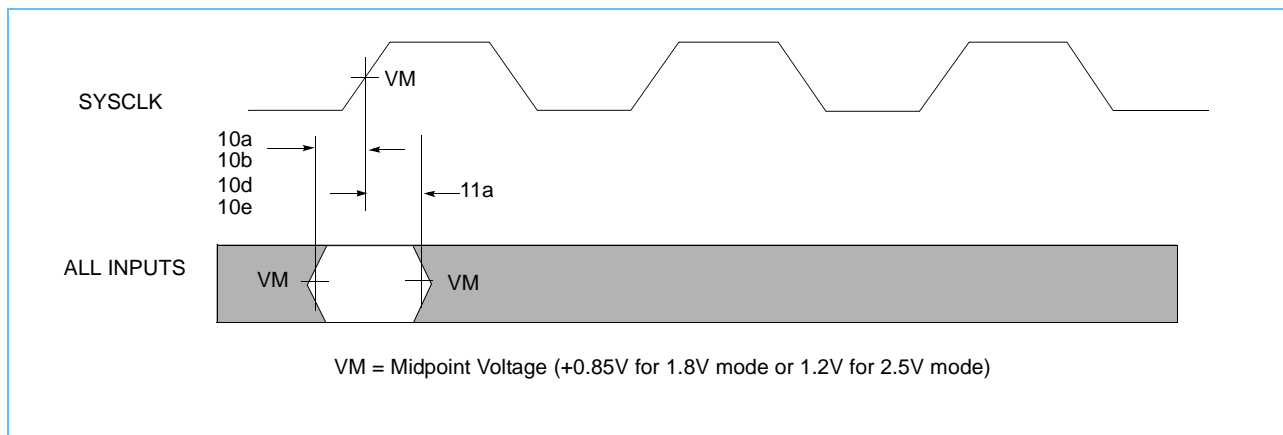 VM
SYSCLK
10a
10b
10d
10e
11a
ALL INPUTS
VM
VM
VM = Midpoint Voltage (+0.85V for 1.8V mode or 1.2V for 2.5V mode)